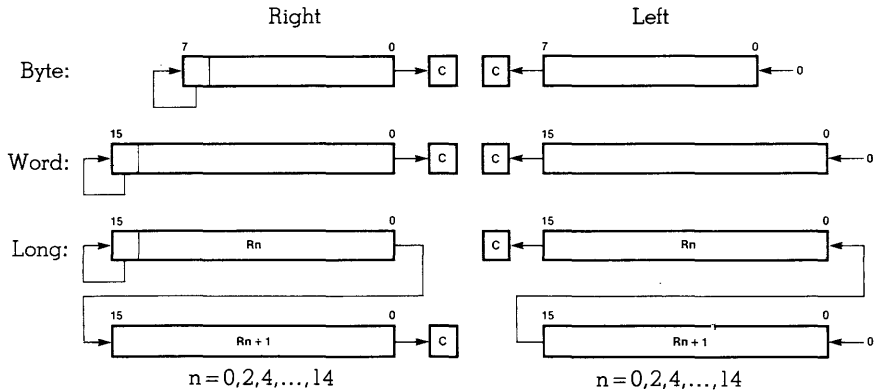 Right Left
7 0 7 0
Byte: C C 0
15 0 15 0
Word: C C 0
15 0 15 0
Long: Rn C Rn
15 0 15 0
Rn + 1 C Rn + 1 0
n = 0,2,4,...,14 n = 0,2,4,...,14